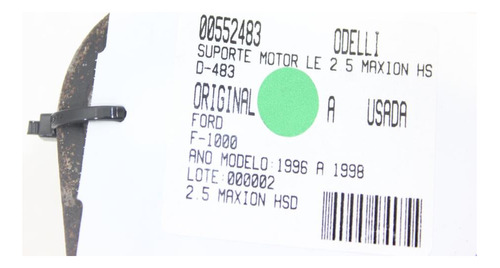 00552483 ODELLI
SUPORTE MOTOR LE 2 5 MAXION HS
D-483
ORIGINAL A USADA
FORD
F-1000
ANO MODELO:1996 A 1998
LOTE:000002
2.5 MAXION HSD